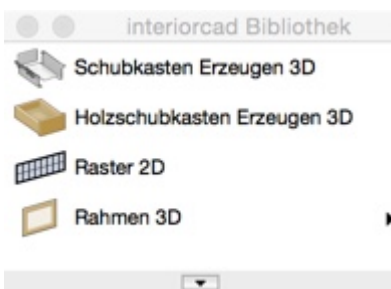 interiorcad Bibliothek
Schubkasten Erzeugen 3D
Holzschubkasten Erzeugen 3D
Raster 2D
Rahmen 3D